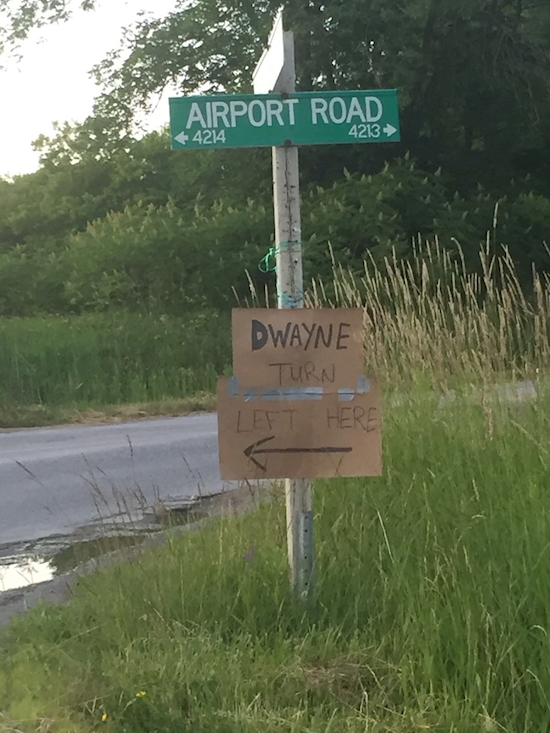 AIRPORT ROAD
← 4214 4213 →
DWAYNE
TURN
LEFT HERE
←